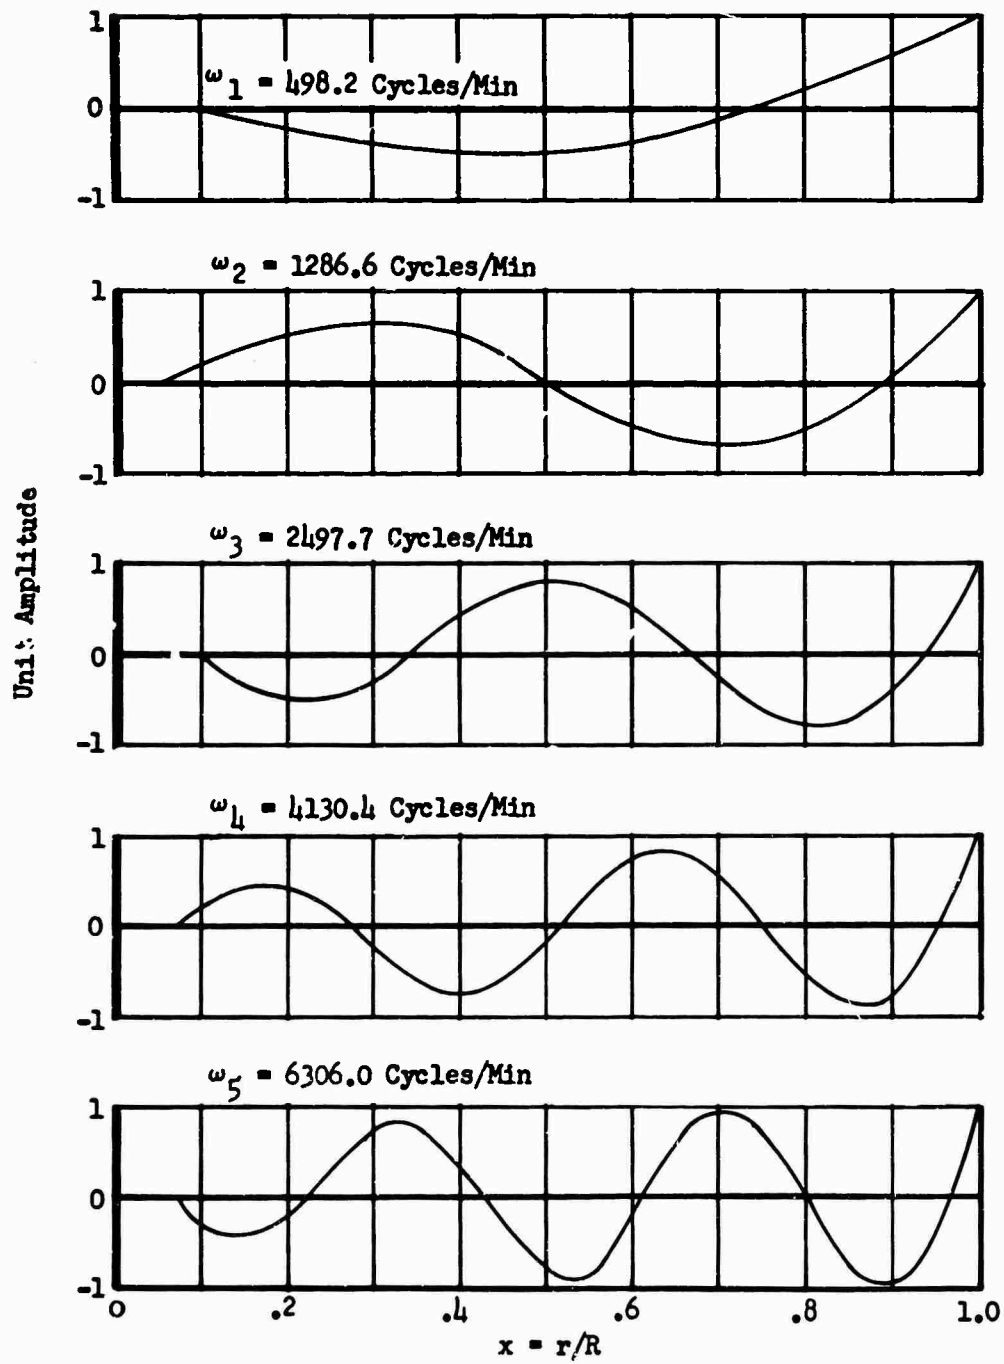 1
ω1 = 498.2 Cycles/Min
0
-1
ω2 = 1286.6 Cycles/Min
1
0
-1
ω3 = 2497.7 Cycles/Min
1
0
-1
ω4 = 4130.4 Cycles/Min
1
0
-1
ω5 = 6306.0 Cycles/Min
1
0
-1
0 .2 .4 .6 .8 1.0
x = r/R
Unit Amplitude